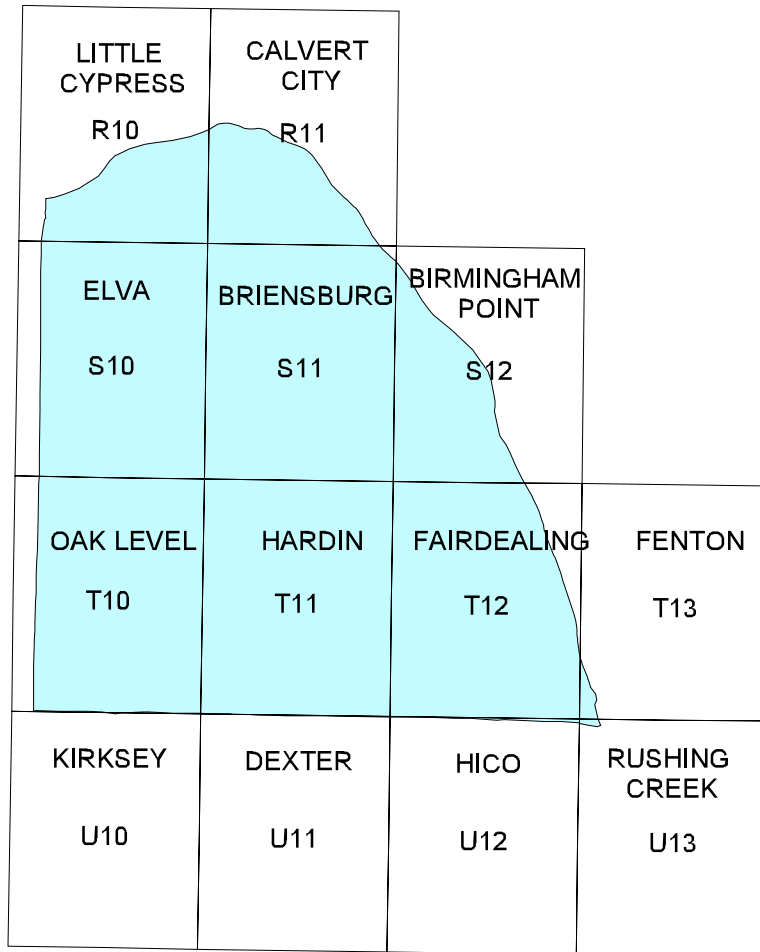 LITTLE
CYPRESS
R10
CALVERT
CITY
R11
ELVA
S10
BRIENSBURG
S11
BIRMINGHAM
POINT
S12
OAK LEVEL
T10
HARDIN
T11
FAIRDEALING
T12
FENTON
T13
KIRKSEY
U10
DEXTER
U11
HICO
U12
RUSHING
CREEK
U13